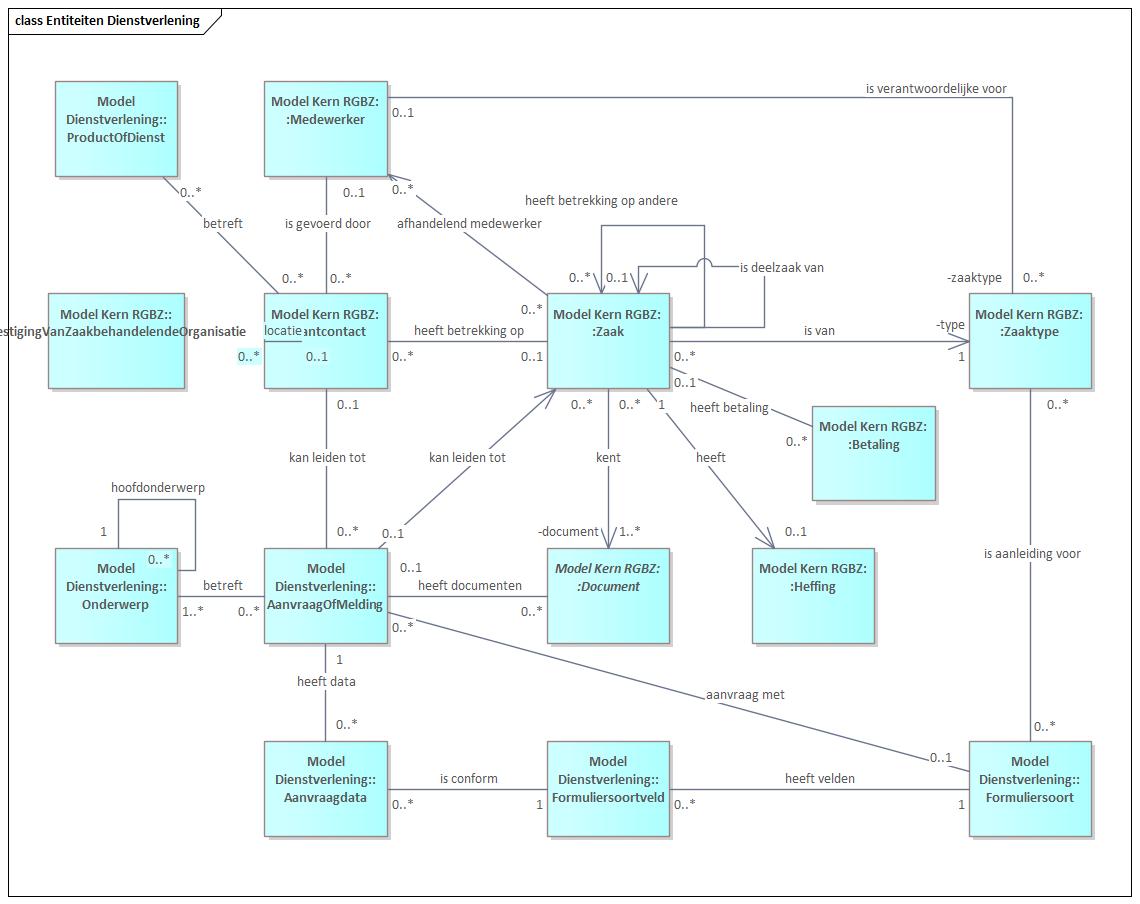 class Entiteiten Dienstverlening
Model
Dienstverlening::
ProductOfDienst
Model Kern RGBZ:
:Medewerker
is verantwoordelijke voor
0..1
0..*
0..1
0..*
heeft betrekking op andere
betreft
is gevoerd door
afhandelend medewerker
is deelzaak van
0..*
0..*
0..*
0..1
-zaaktype
0..*
0..*
Model Kern RGBZ::
estigingVanZaakbehandelendeOrganisatie
locatie
antcontact
Model Kern RGBZ:
heeft betrekking op
Model Kern RGBZ:
:Zaak
is van
-type
Model Kern RGBZ:
:Zaaktype
0..*
0..1
0..*
0..1
0..*
1
0..1
0..1
0..*
0..*
1
heeft betaling
0..*
0..*
Model Kern RGBZ:
:Betaling
kan leiden tot
kan leiden tot
kent
heeft
hoofdonderwerp
1
0..*
0..*
0..1
-document
1..*
0..1
is aanleiding voor
Model
Dienstverlening::
Onderwerp
betreft
1..*
0..*
Model
Dienstverlening::
AanvraagOfMelding
0..1
heeft documenten
0..*
0..*
Model Kern RGBZ:
:Document
Model Kern RGBZ:
:Heffing
1
heeft data
0..*
aanvraag met
0..*
0..1
Model
Dienstverlening::
Aanvraagdata
is conform
0..*
1
Model
Dienstverlening::
Formuliersoortveld
heeft velden
0..*
1
Model
Dienstverlening::
Formuliersoort